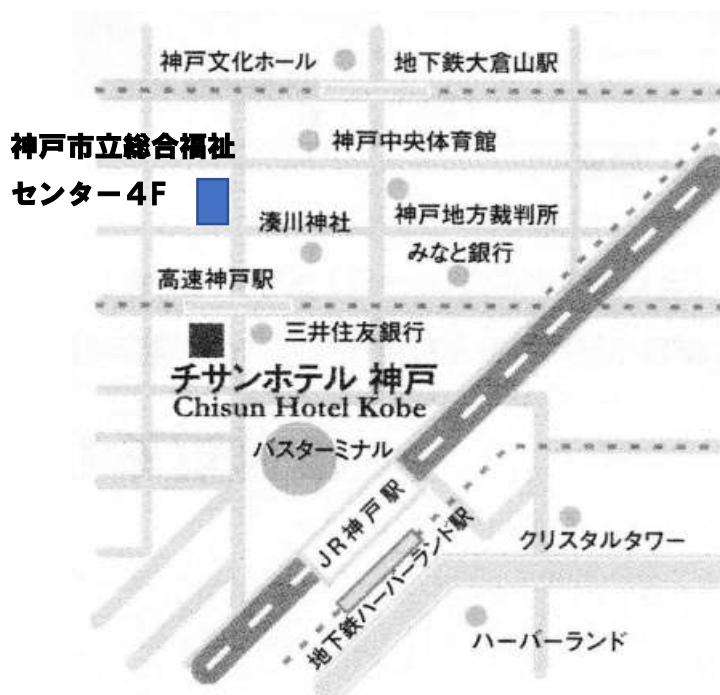 神戸文化ホール
地下鉄大倉山駅
神戸市立総合福祉
センター4F
神戸中央体育館
神戸地方裁判所
湊川神社
みなと銀行
高速神戸駅
三井住友銀行
チサンホテル 神戸
Chisun Hotel Kobe
バスターミナル
JR神戸駅
地下鉄ハーバーランド駅
クリスタルタワー
ハーバーランド